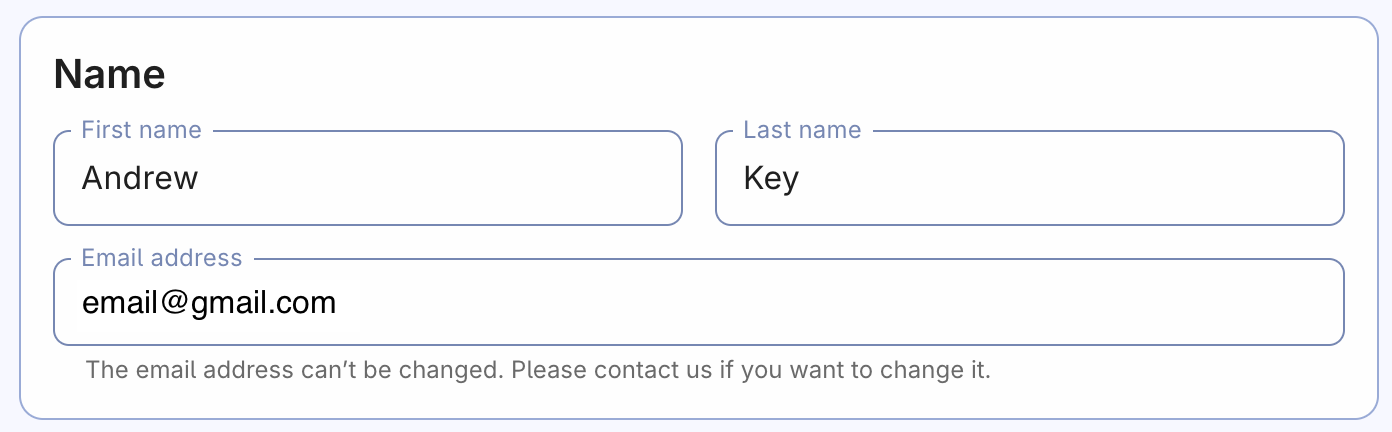 Name
First name
Last name
Andrew
Key
Email address
email@gmail.com
The email address can’t be changed. Please contact us if you want to change it.